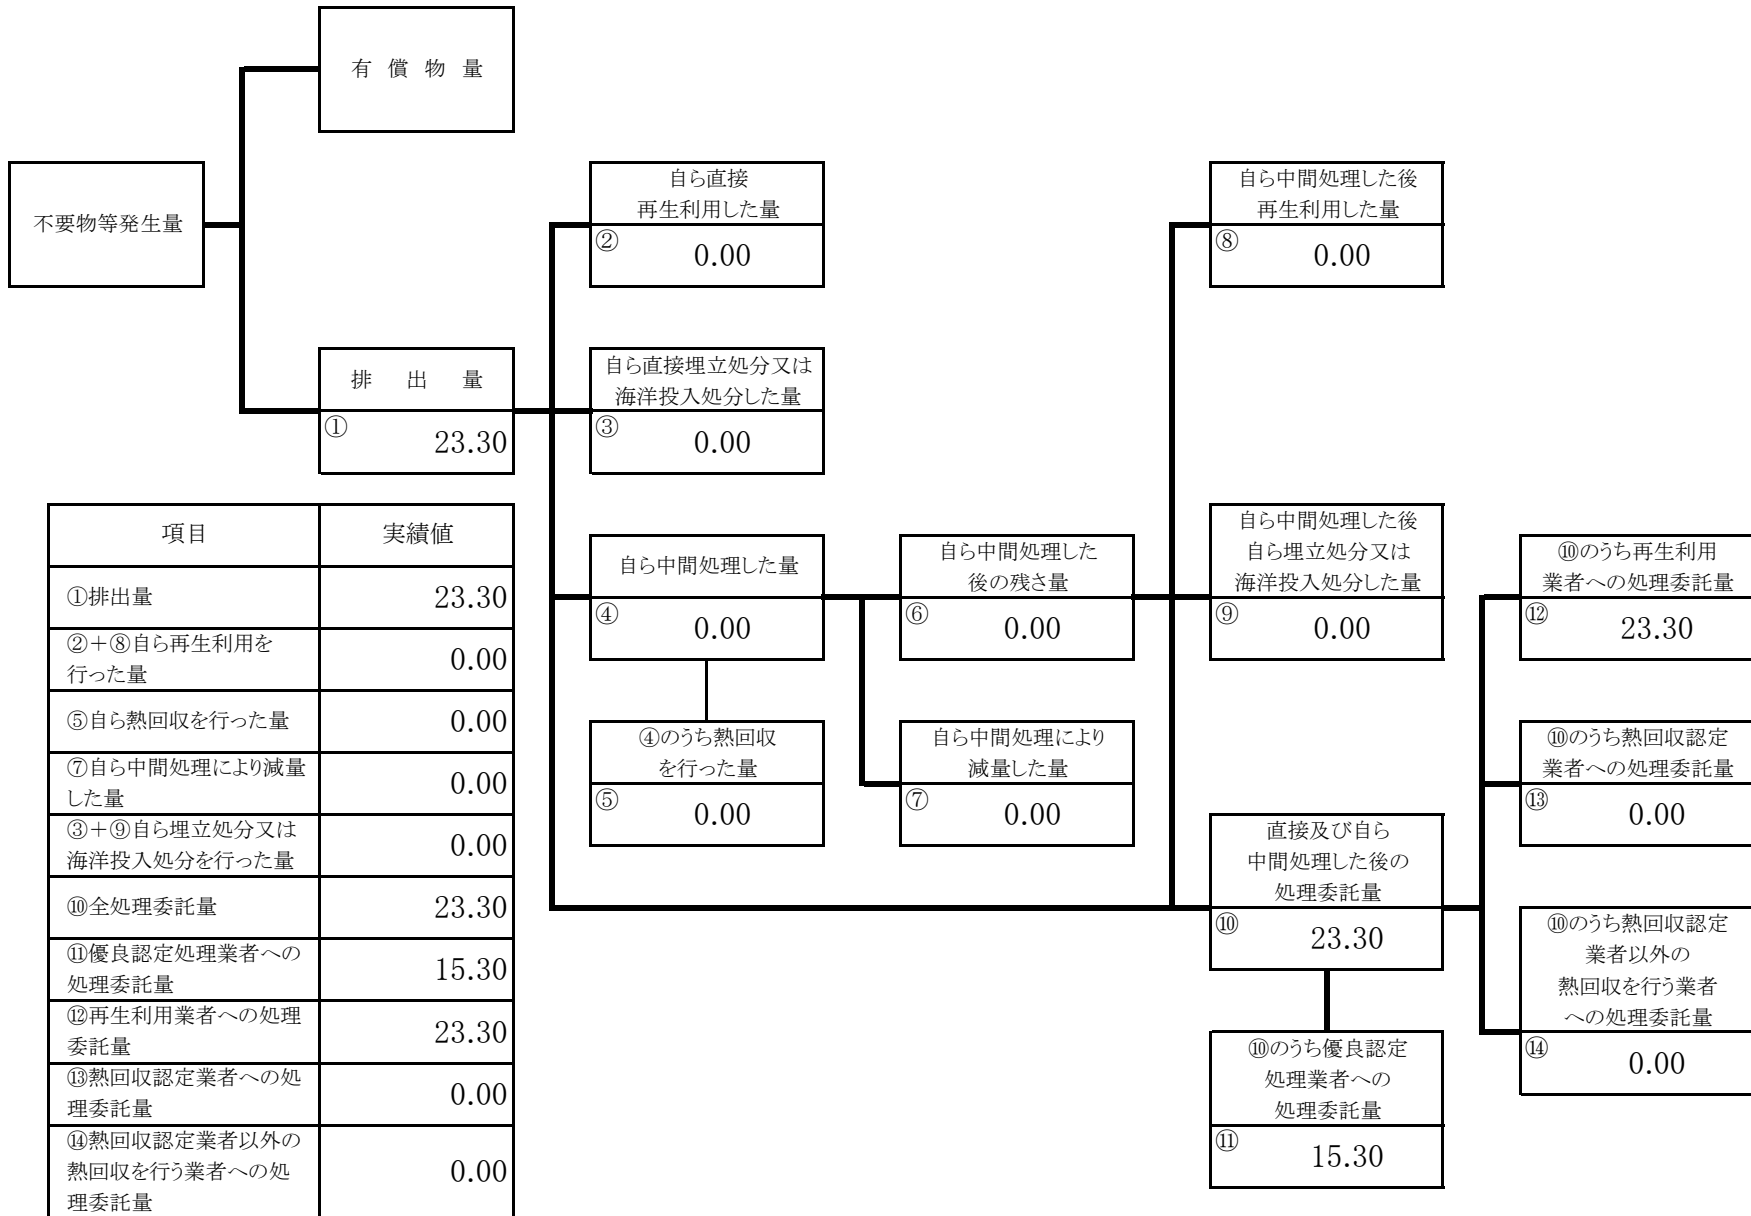 有 償 物 量
不要物等発生量
排 出 量
①
23.30
自ら直接
再生利用した量
②
0.00
自ら直接埋立処分又は
海洋投入処分した量
③
0.00
自ら中間処理した量
④
0.00
④のうち熱回収
を行った量
⑤
0.00
自ら中間処理した
後の残さ量
⑥
0.00
自ら中間処理により
減量した量
⑦
0.00
自ら中間処理した後
再生利用した量
⑧
0.00
自ら中間処理した後
自ら埋立処分又は
海洋投入処分した量
⑨
0.00
直接及び自ら
中間処理した後の
処理委託量
⑩
23.30
⑩のうち優良認定
処理業者への
処理委託量
⑪
15.30
⑩のうち再生利用
業者への処理委託量
⑫
23.30
⑩のうち熱回収認定
業者への処理委託量
⑬
0.00
⑩のうち熱回収認定
業者以外の
熱回収を行う業者
への処理委託量
⑭
0.00
項目 実績値
①排出量 23.30
②+⑧自ら再生利用を
行った量 0.00
⑤自ら熱回収を行った量 0.00
⑦自ら中間処理により減量
した量 0.00
③+⑨自ら埋立処分又は
海洋投入処分を行った量 0.00
⑩全処理委託量 23.30
⑪優良認定処理業者への
処理委託量 15.30
⑫再生利用業者への処理
委託量 23.30
⑬熱回収認定業者への処
理委託量 0.00
⑭熱回収認定業者以外の
熱回収を行う業者への処
理委託量 0.00